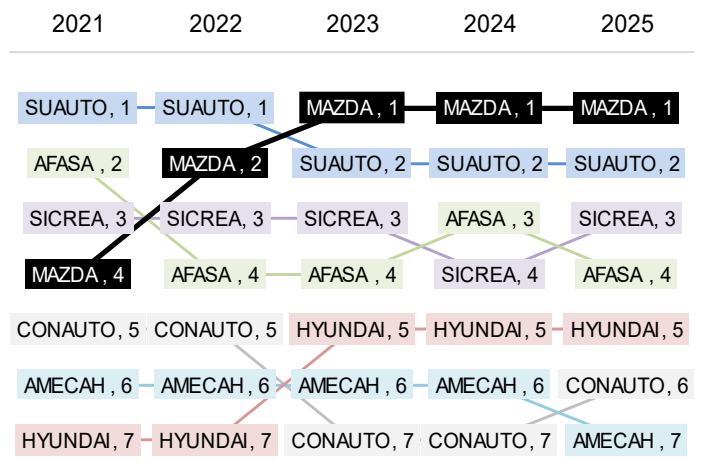 2021 2022 2023 2024 2025
SUAUTO, 1 SUAUTO, 1 MAZDA , 1 MAZDA , 1 MAZDA , 1
AFASA , 2 MAZDA , 2 SUAUTO, 2 SUAUTO, 2 SUAUTO, 2
SICREA, 3 SICREA, 3 SICREA, 3 AFASA , 3 SICREA, 3
MAZDA , 4 AFASA , 4 AFASA , 4 SICREA, 4 AFASA , 4
CONAUTO, 5 CONAUTO, 5 HYUNDAI, 5 HYUNDAI, 5 HYUNDAI, 5
AMECAH , 6 AMECAH , 6 AMECAH , 6 AMECAH , 6 CONAUTO, 6
HYUNDAI, 7 HYUNDAI, 7 CONAUTO, 7 CONAUTO, 7 AMECAH , 7